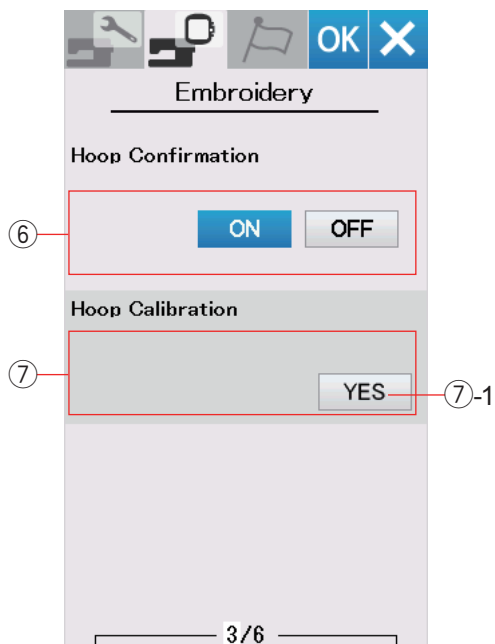 OK
Embroidery
Hoop Confirmation
⑥
ON OFF
Hoop Calibration
⑦
YES ⑦-1
3/6